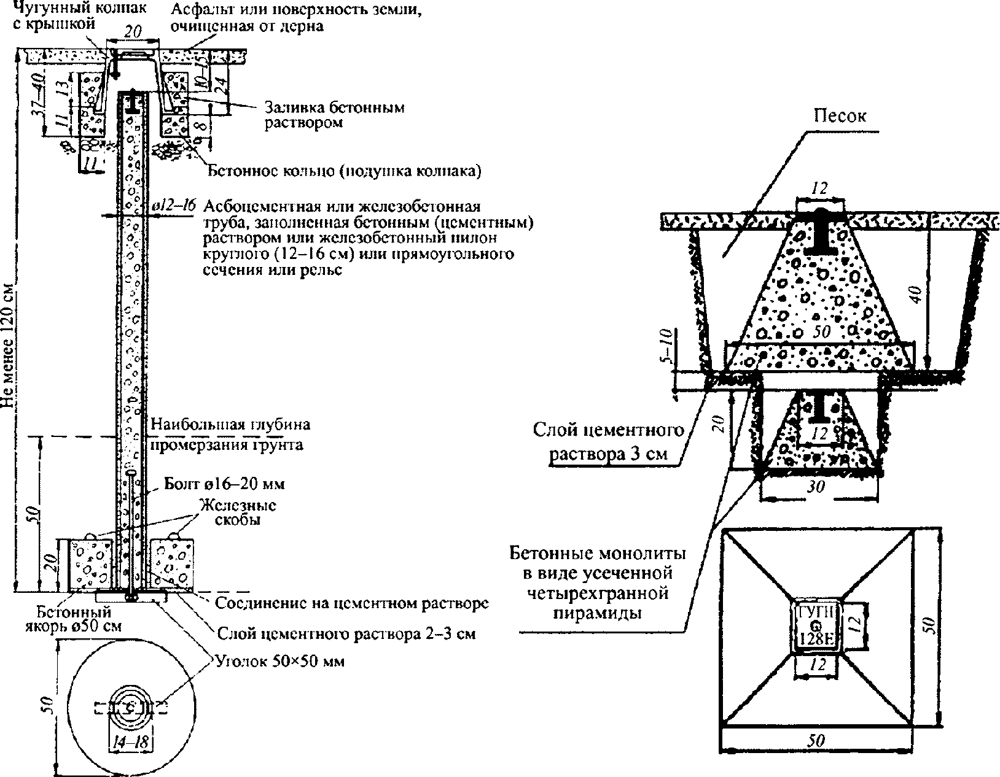 Чугунный колпак
с крышкой
Асфальт или поверхность земли,
очищенная от дерна
20
37–40
13
11
10–15
24
8
11
Заливка бетонным
раствором
Бетонное кольцо (подушка колпака)
ø12–16
Асбоцементная или железобетонная
труба, заполненная бетонным (цементным)
раствором или железобетонный пилон
круглого (12–16 см) или прямоугольного
сечения или рельс
Не менее 120 см
Наибольшая глубина
промерзания грунта
50
Болт ø16–20 мм
Железные
скобы
20
Соединение на цементном растворе
Бетонный
якорь ø50 см
Слой цементного раствора 2–3 см
Уголок 50×50 мм
50
14–18
Песок
12
40
50
5–10
20
12
30
Слой цементного
раствора 3 см
Бетонные монолиты
в виде усеченной
четырехгранной
пирамиды
ГУГК
128Е
12
12
50
50